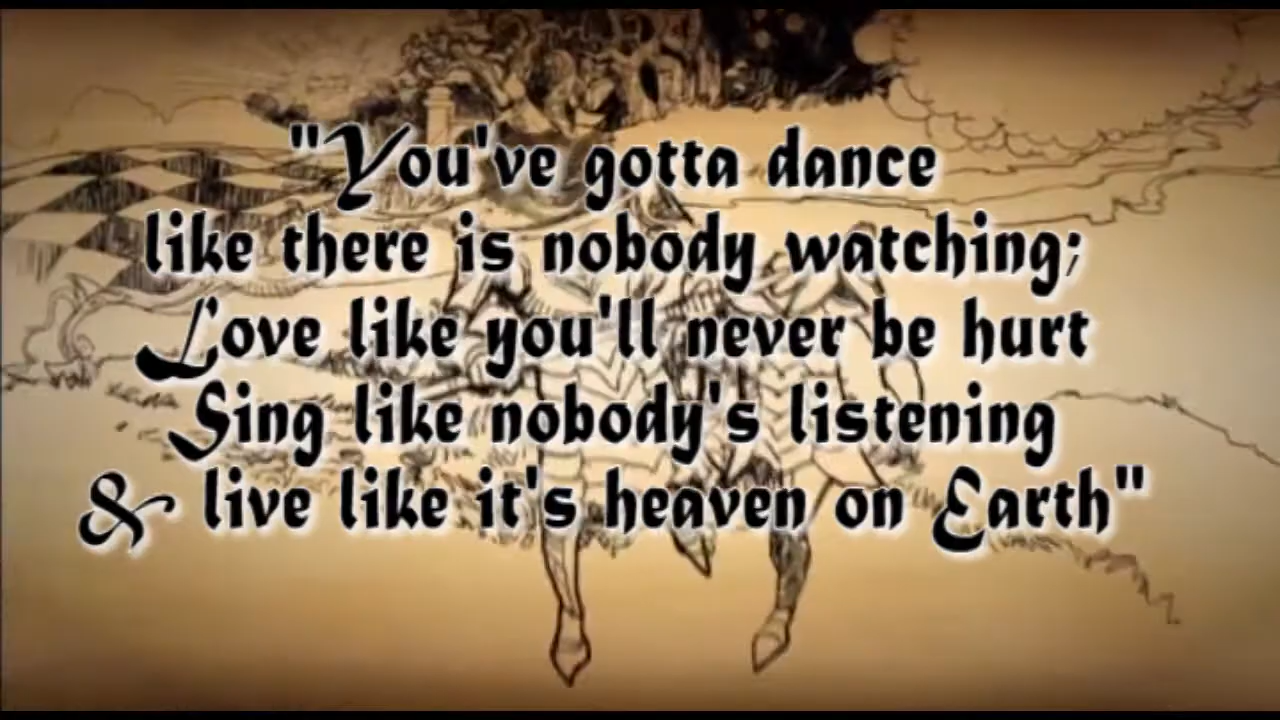 "You've gotta dance
like there is nobody watching;
Love like you'll never be hurt
Sing like nobody's listening
& live like it's heaven on Earth"